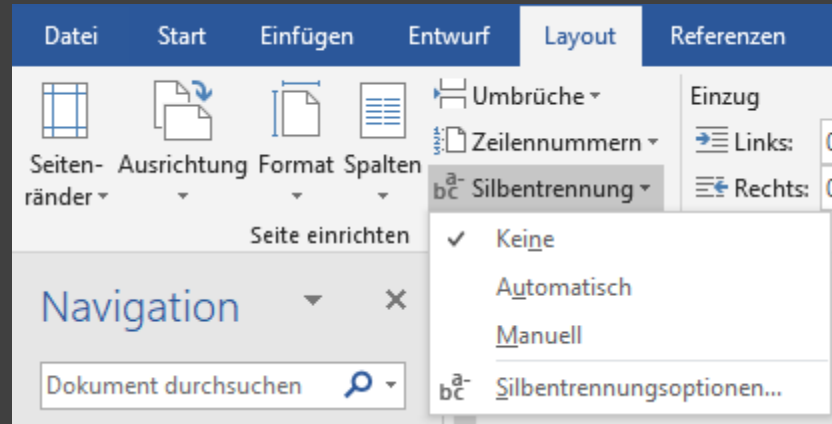 Datei Start Einfügen Entwurf Layout Referenzen
Seiten-
ränder
Ausrichtung Format Spalten
Umbrüche
Zeilennummern
Silbentrennung
Einzug
Links:
Rechts:
Seite einrichten
Keine
Automatisch
Manuell
Silbentrennungsoptionen...
Navigation
Dokument durchsuchen